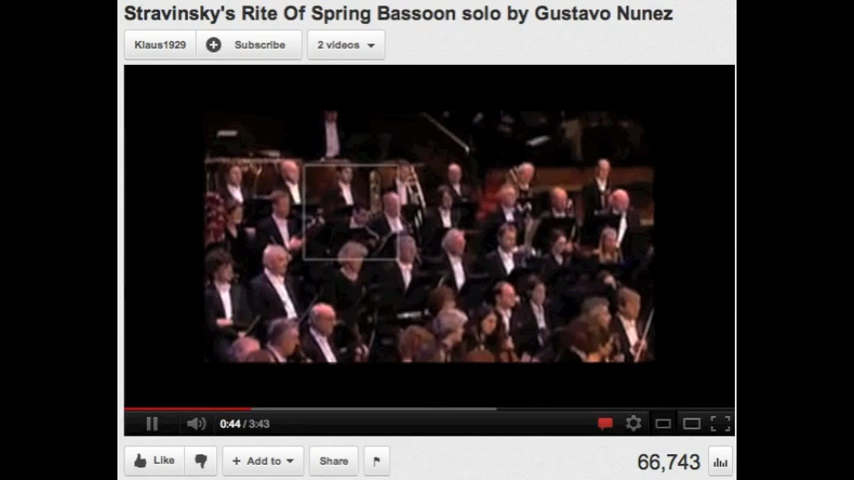 Stravinsky's Rite Of Spring Bassoon solo by Gustavo Nunez
Klaus1929 Subscribe 2 videos
0:44 / 3:43
Like + Add to Share 66,743